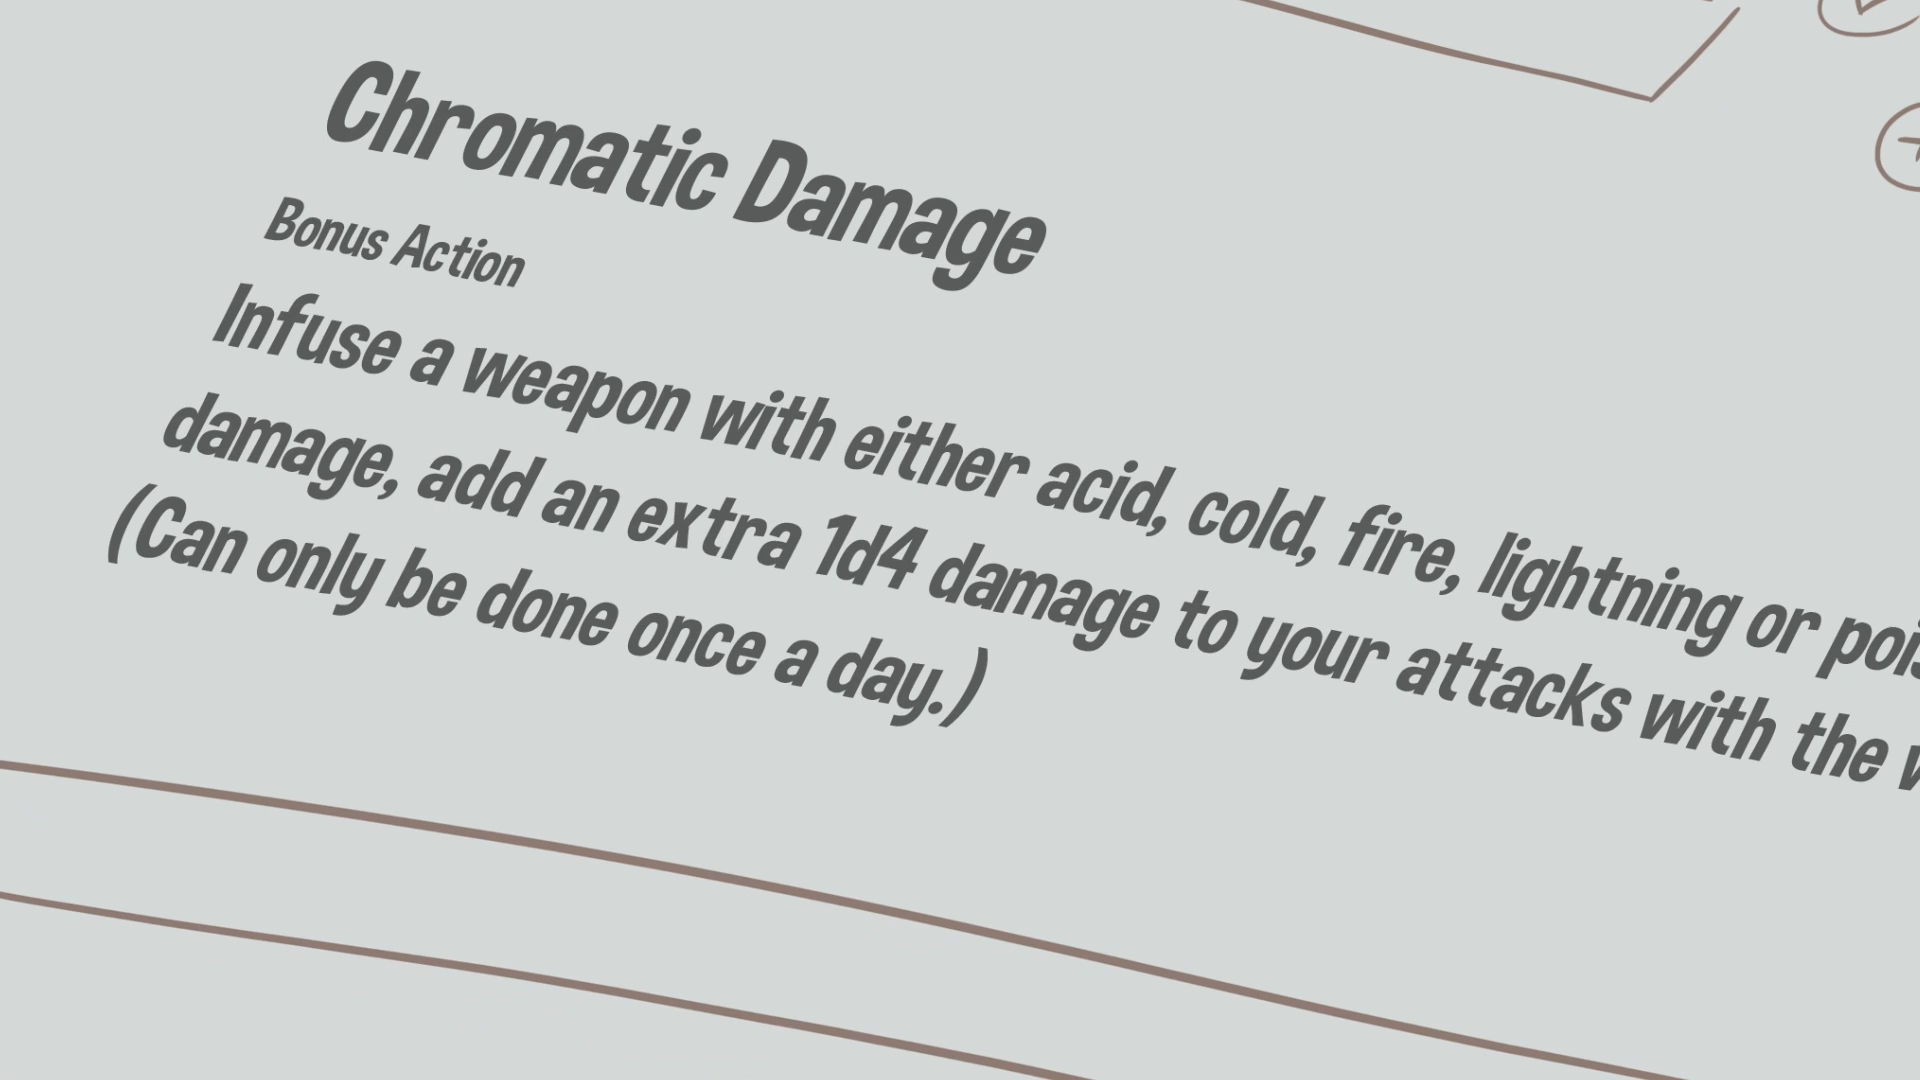 Chromatic Damage
Bonus Action
Infuse a weapon with either acid, cold, fire, lightning or
damage, add an extra 1d4 damage to your attacks with the
(Can only be done once a day.)